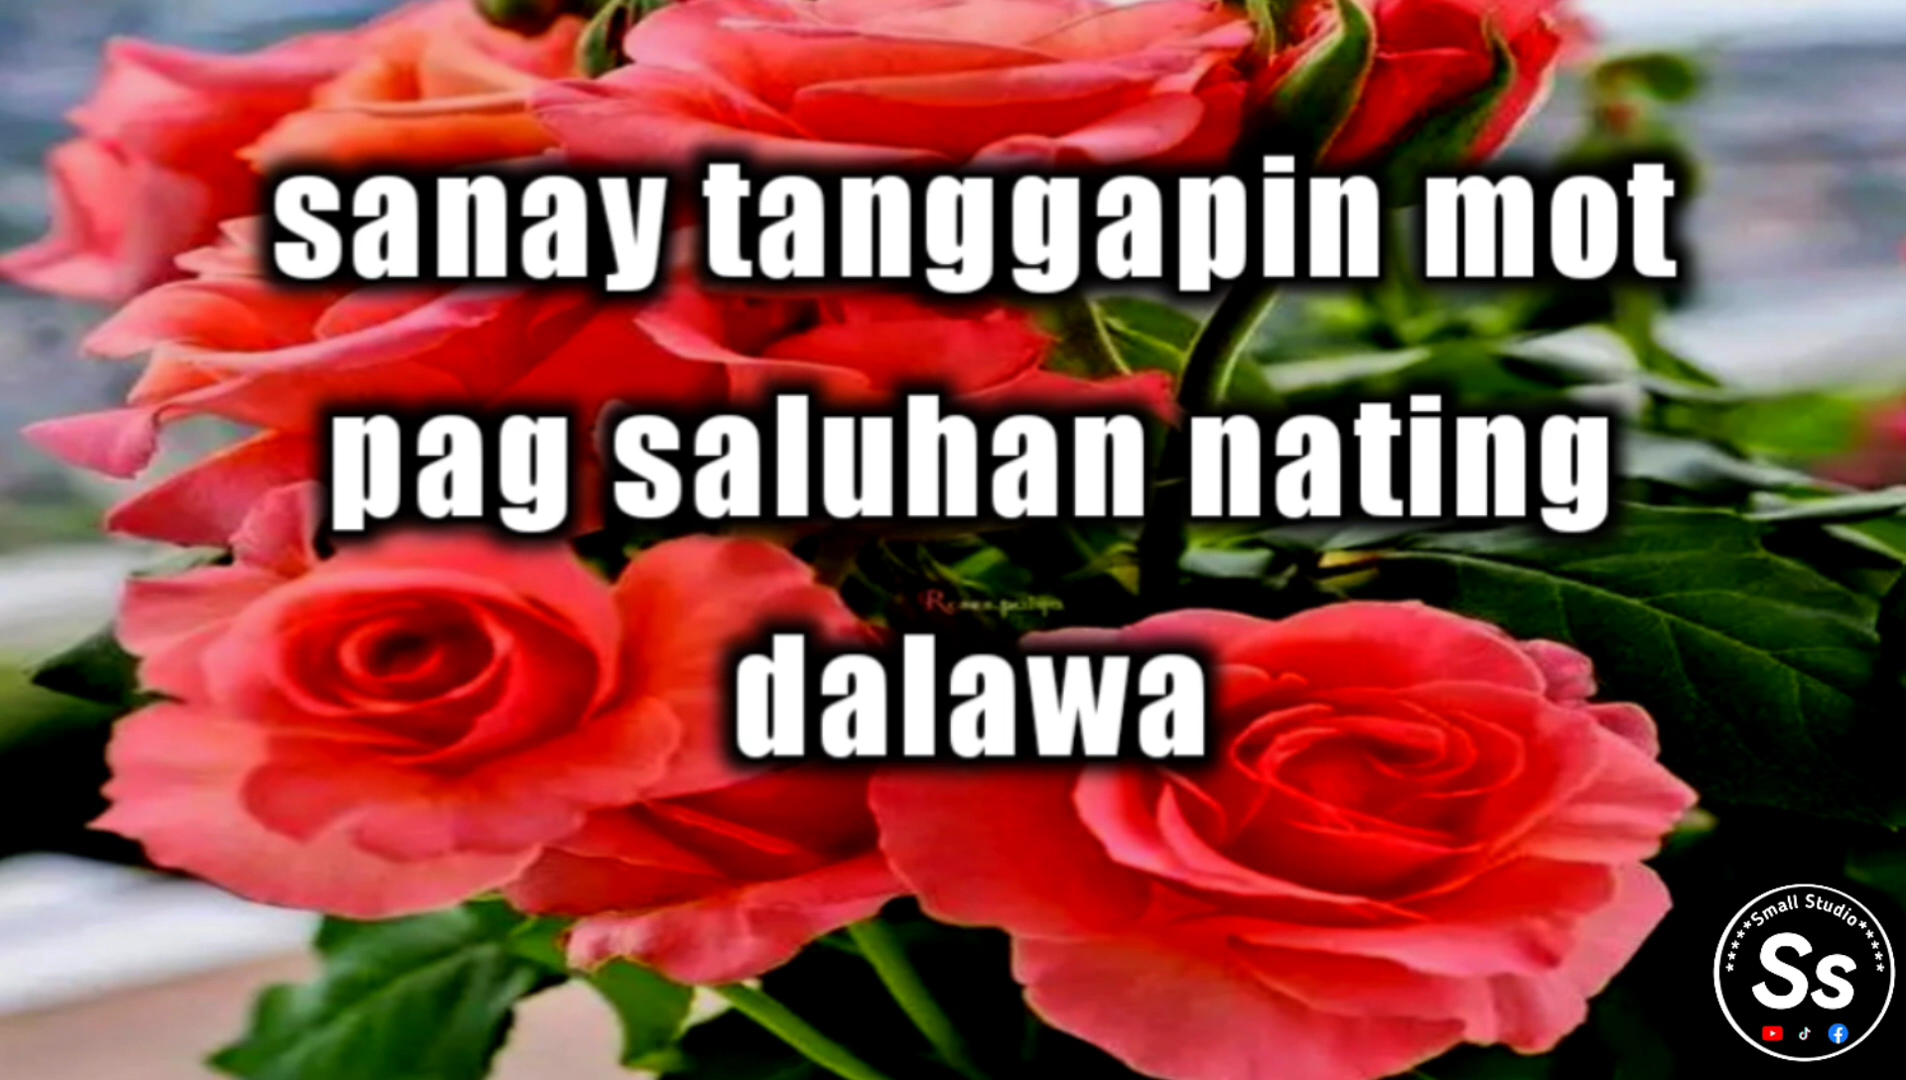 sanay tanggapin mot
pag saluhan nating
dalawa
*****Small Studio*****
Ss